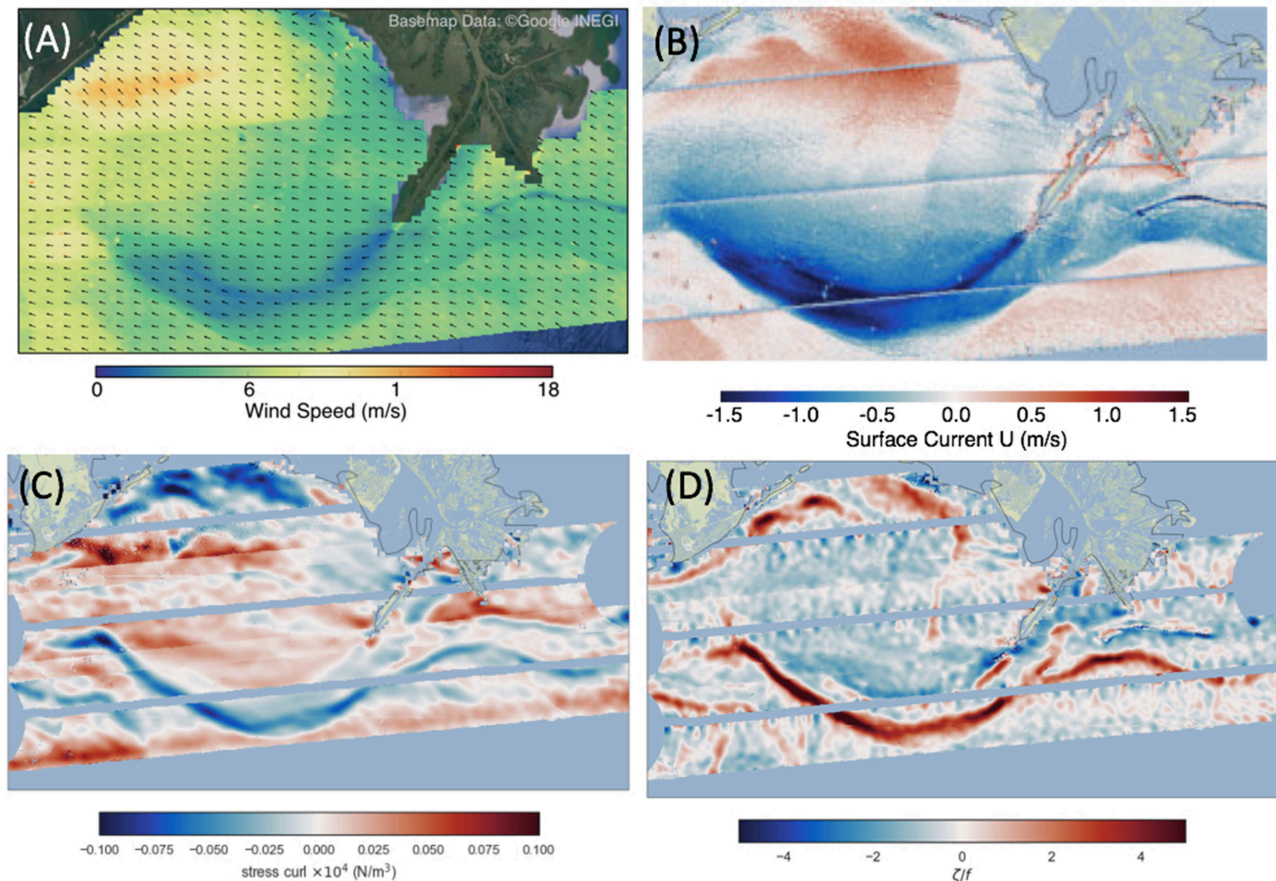 (A)
Basemap Data: ©Google INEGI
0 6 1 18
Wind Speed (m/s)
(B)
-1.5 -1.0 -0.5 0.0 0.5 1.0 1.5
Surface Current U (m/s)
(C)
−0.100 −0.075 −0.050 −0.025 0.000 0.025 0.050 0.075 0.100
stress curl ×10⁴ (N/m³)
(D)
−4 −2 0 2 4
ζ/f